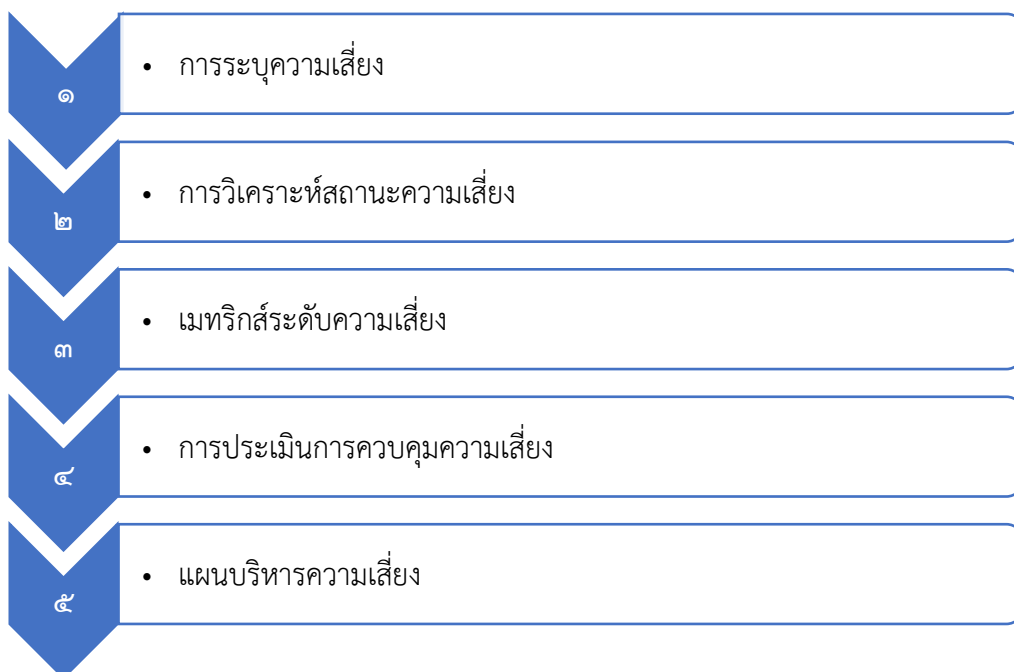 ๑
• การระบุความเสี่ยง
๒
• การวิเคราะห์สถานะความเสี่ยง
๓
• เมทริกส์ระดับความเสี่ยง
๔
• การประเมินการควบคุมความเสี่ยง
๕
• แผนบริหารความเสี่ยง